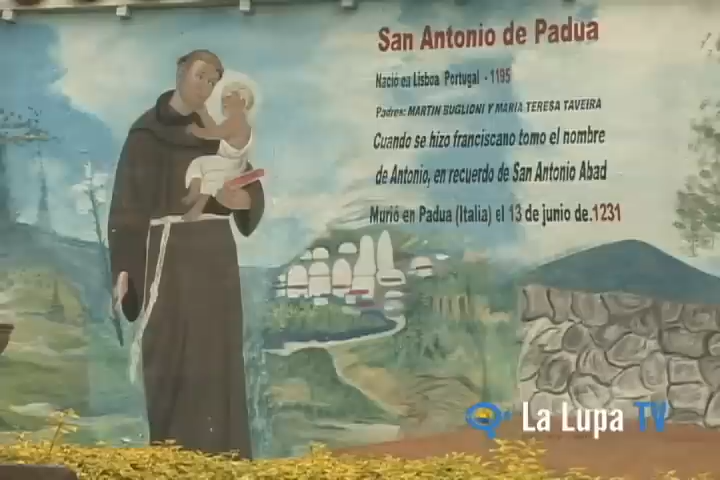 San Antonio de Padua
Nació en Lisboa Portugal - 1195
Padres: MARTIN BUGLIONI Y MARIA TERESA TAVEIRA
Cuando se hizo franciscano tomo el nombre
de Antonio, en recuerdo de San Antonio Abad
Murió en Padua (Italia) el 13 de junio de.1231
La Lupa TV